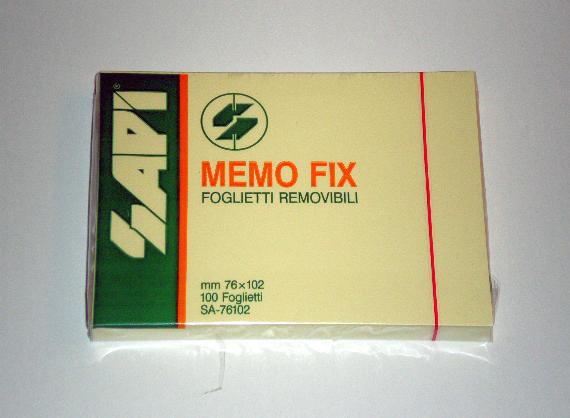 SAPI®
MEMO FIX
FOGLIETTI REMOVIBILI
mm 76×102
100 Foglietti
SA-76102